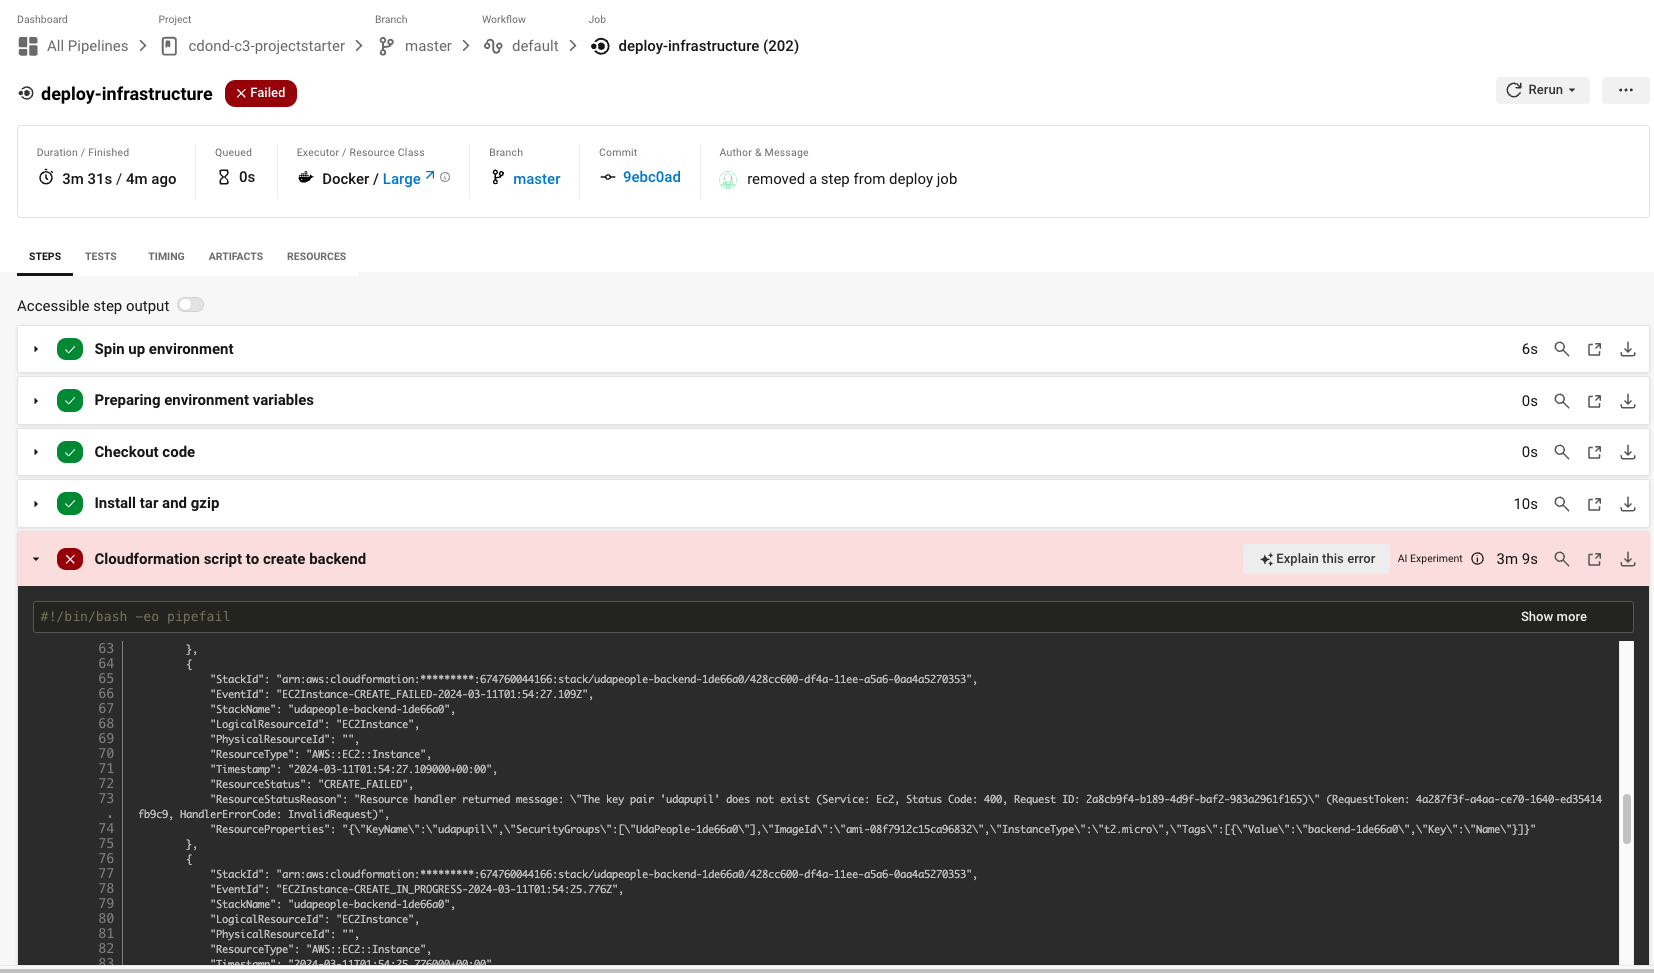 Dashboard Project Branch Workflow Job
All Pipelines cdond-c3-projectstarter master default deploy-infrastructure (202)
deploy-infrastructure Failed Rerun
Duration / Finished Queued Executor / Resource Class Branch Commit Author & Message
3m 31s / 4m ago 0s Docker / Large master 9ebc0ad removed a step from deploy job
STEPS TESTS TIMING ARTIFACTS RESOURCES
Accessible step output
Spin up environment 6s
Preparing environment variables 0s
Checkout code 0s
Install tar and gzip 10s
Cloudformation script to create backend Explain this error AI Experiment 3m 9s
#!/bin/bash -eo pipefail Show more
63 },
64 {
65 "StackId": "arn:aws:cloudformation:*********:674760044166:stack/udapeople-backend-1de66a0/428cc600-df4a-11ee-a5a6-0aa4a5270353",
66 "EventId": "EC2Instance-CREATE_FAILED-2024-03-11T01:54:27.109Z",
67 "StackName": "udapeople-backend-1de66a0",
68 "LogicalResourceId": "EC2Instance",
69 "PhysicalResourceId": "",
70 "ResourceType": "AWS::EC2::Instance",
71 "Timestamp": "2024-03-11T01:54:27.109000+00:00",
72 "ResourceStatus": "CREATE_FAILED",
73 "ResourceStatusReason": "Resource handler returned message: \"The key pair 'udapupil' does not exist (Service: Ec2, Status Code: 400, Request ID: 2a8cb9f4-b189-4d9f-baf2-983a2961f165)\" (RequestToken: 4a287f3f-a4aa-ce70-1640-ed35414
. fb9c9, HandlerErrorCode: InvalidRequest)",
74 "ResourceProperties": "{\"KeyName\":\"udapupil\",\"SecurityGroups\":[\"UdaPeople-1de66a0\"],\"ImageId\":\"ami-08f7912c15ca96832\",\"InstanceType\":\"t2.micro\",\"Tags\":[{\"Value\":\"backend-1de66a0\",\"Key\":\"Name\"}]}"
75 },
76 {
77 "StackId": "arn:aws:cloudformation:*********:674760044166:stack/udapeople-backend-1de66a0/428cc600-df4a-11ee-a5a6-0aa4a5270353",
78 "EventId": "EC2Instance-CREATE_IN_PROGRESS-2024-03-11T01:54:25.776Z",
79 "StackName": "udapeople-backend-1de66a0",
80 "LogicalResourceId": "EC2Instance",
81 "PhysicalResourceId": "",
82 "ResourceType": "AWS::EC2::Instance",
83 "Timestamp": "2024-03-11T01:54:25.776000+00:00",